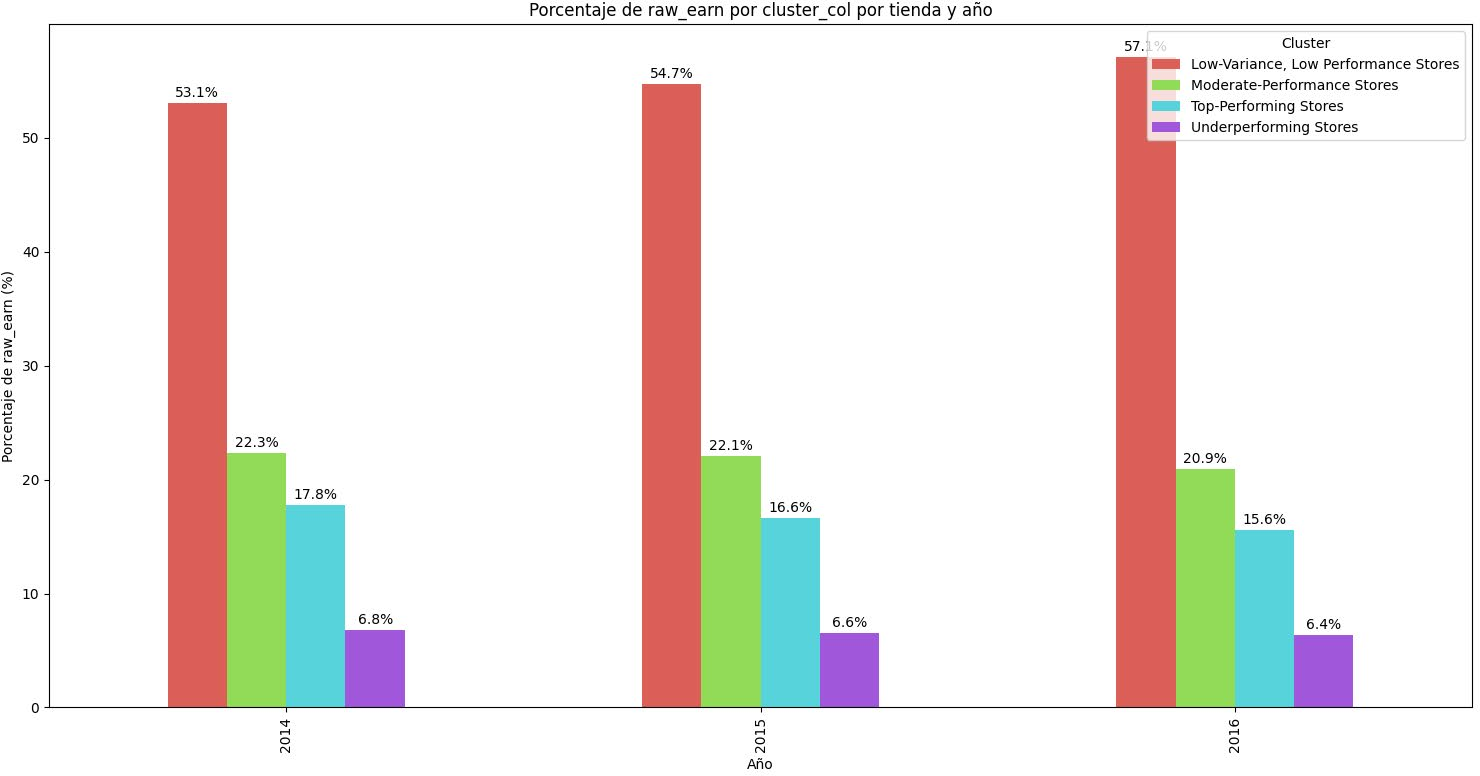 Porcentaje de raw_earn por cluster_col por tienda y año
Porcentaje de raw_earn (%)
50
40
30
20
10
0
53.1%
22.3%
17.8%
6.8%
54.7%
22.1%
16.6%
6.6%
57.1%
20.9%
15.6%
6.4%
Cluster
Low-Variance, Low Performance Stores
Moderate-Performance Stores
Top-Performing Stores
Underperforming Stores
2014
2015
2016
Año